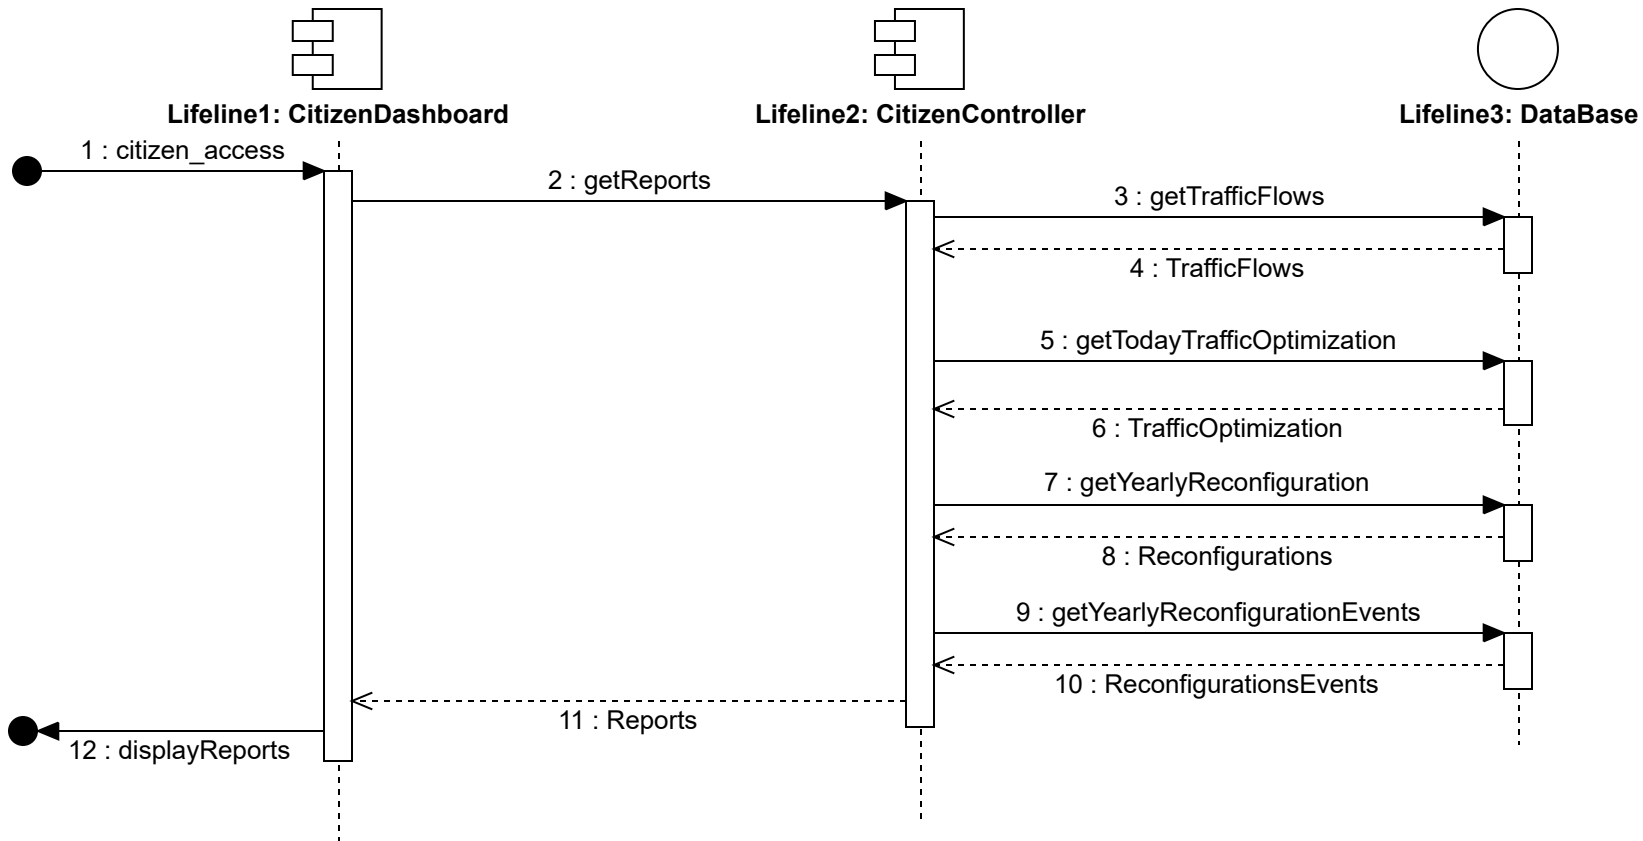 Lifeline1: CitizenDashboard
Lifeline2: CitizenController
Lifeline3: DataBase
1 : citizen_access
2 : getReports
3 : getTrafficFlows
4 : TrafficFlows
5 : getTodayTrafficOptimization
6 : TrafficOptimization
7 : getYearlyReconfiguration
8 : Reconfigurations
9 : getYearlyReconfigurationEvents
10 : ReconfigurationsEvents
11 : Reports
12 : displayReports